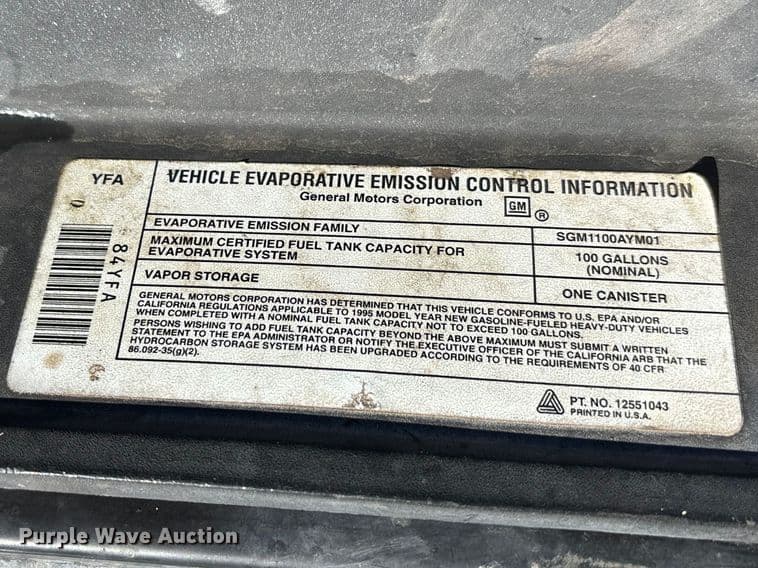 YFA
VEHICLE EVAPORATIVE EMISSION CONTROL INFORMATION
General Motors Corporation GM ®
EVAPORATIVE EMISSION FAMILY SGM1100AYM01
MAXIMUM CERTIFIED FUEL TANK CAPACITY FOR
EVAPORATIVE SYSTEM
100 GALLONS
(NOMINAL)
VAPOR STORAGE ONE CANISTER
GENERAL MOTORS CORPORATION HAS DETERMINED THAT THIS VEHICLE CONFORMS TO U.S. EPA AND/OR
CALIFORNIA REGULATIONS APPLICABLE TO 1995 MODEL YEAR NEW GASOLINE-FUELED HEAVY-DUTY VEHICLES
WHEN COMPLETED WITH A NOMINAL FUEL TANK CAPACITY NOT TO EXCEED 100 GALLONS.
PERSONS WISHING TO ADD FUEL TANK CAPACITY BEYOND THE ABOVE MAXIMUM MUST SUBMIT A WRITTEN
STATEMENT TO THE EPA ADMINISTRATOR OR NOTIFY THE EXECUTIVE OFFICER OF THE CALIFORNIA ARB THAT THE
HYDROCARBON STORAGE SYSTEM HAS BEEN UPGRADED ACCORDING TO THE REQUIREMENTS OF 40 CFR
86.092-35(g)(2).
84YFA
PT. NO. 12551043
PRINTED IN U.S.A.
Purple Wave Auction